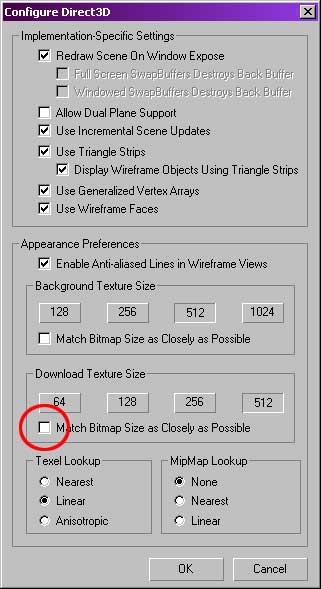 Configure Direct3D
Implementation-Specific Settings
Redraw Scene On Window Expose
Full Screen SwapBuffers Destroys Back Buffer
Windowed SwapBuffers Destroys Back Buffer
Allow Dual Plane Support
Use Incremental Scene Updates
Use Triangle Strips
Display Wireframe Objects Using Triangle Strips
Use Generalized Vertex Arrays
Use Wireframe Faces
Appearance Preferences
Enable Anti-aliased Lines in Wireframe Views
Background Texture Size
128 256 512 1024
Match Bitmap Size as Closely as Possible
Download Texture Size
64 128 256 512
Match Bitmap Size as Closely as Possible
Texel Lookup
Nearest
Linear
Anisotropic
MipMap Lookup
None
Nearest
Linear
OK Cancel